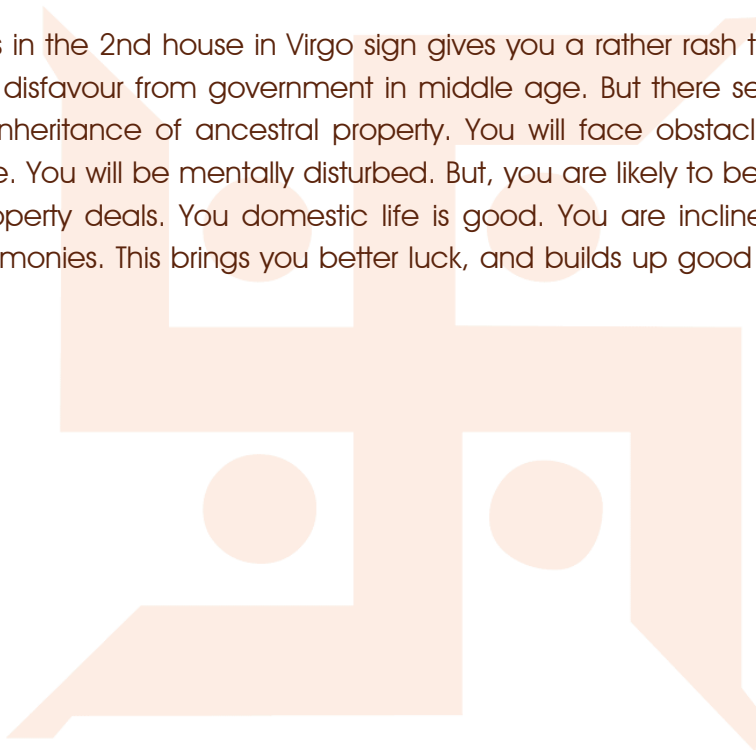 in the 2nd house in Virgo sign gives you a rather rash
disfavour from government in middle age. But there
of ancestral property. You will face
You will be mentally disturbed. But, you are likely to be
deals. You domestic life is good. You are
This brings you better luck, and builds up good